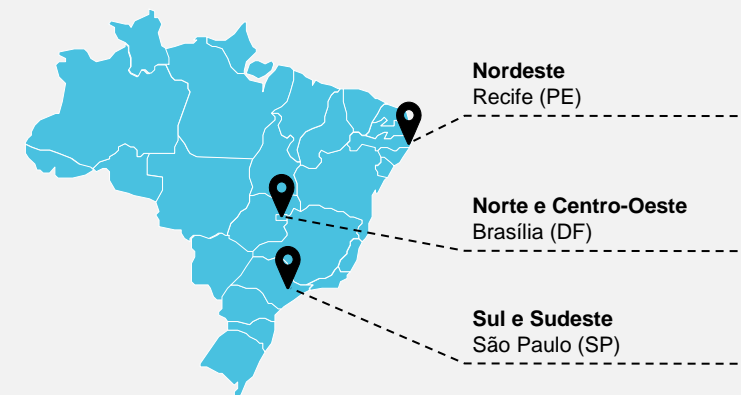 Nordeste
Recife (PE)
Norte e Centro-Oeste
Brasília (DF)
Sul e Sudeste
São Paulo (SP)